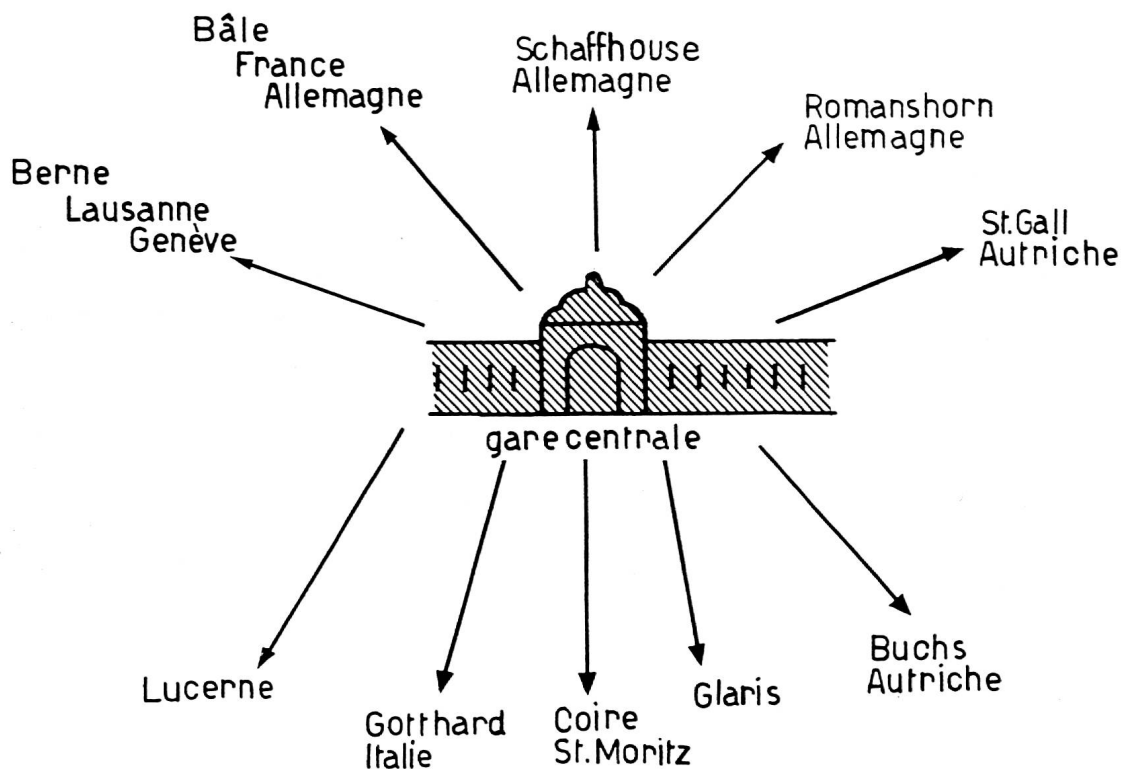 Bâle
France
Allemagne
Schaffhouse
Allemagne
Romanshorn
Allemagne
Berne
Lausanne
Genève
St.Gall
Autriche
gare centrale
Lucerne
Gotthard
Italie
Coire
St.Moritz
Glaris
Buchs
Autriche